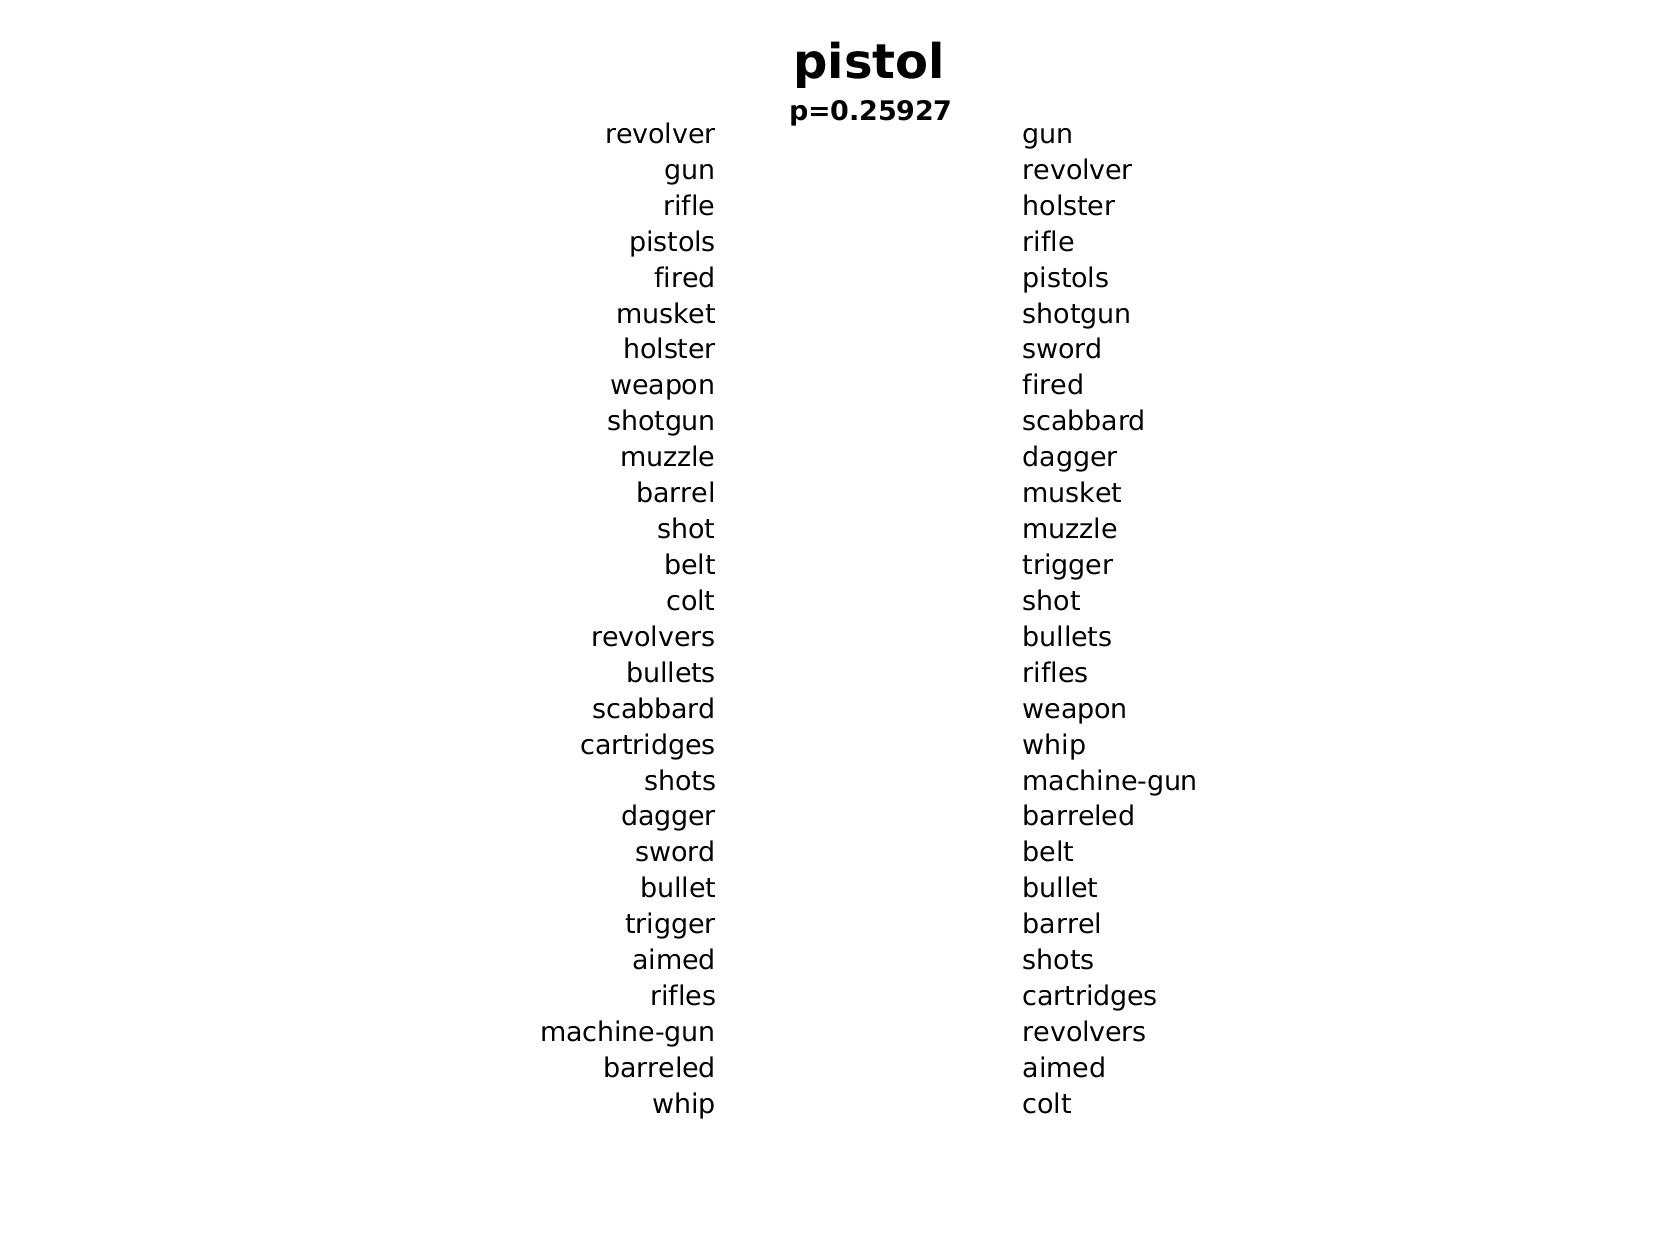 pistol
p=0.25927
revolver gun
gun revolver
rifle holster
pistols rifle
fired pistols
musket shotgun
holster sword
weapon fired
shotgun scabbard
muzzle dagger
barrel musket
shot muzzle
belt trigger
colt shot
revolvers bullets
bullets rifles
scabbard weapon
cartridges whip
shots machine-gun
dagger barreled
sword belt
bullet bullet
trigger barrel
aimed shots
rifles cartridges
machine-gun revolvers
barreled aimed
whip colt